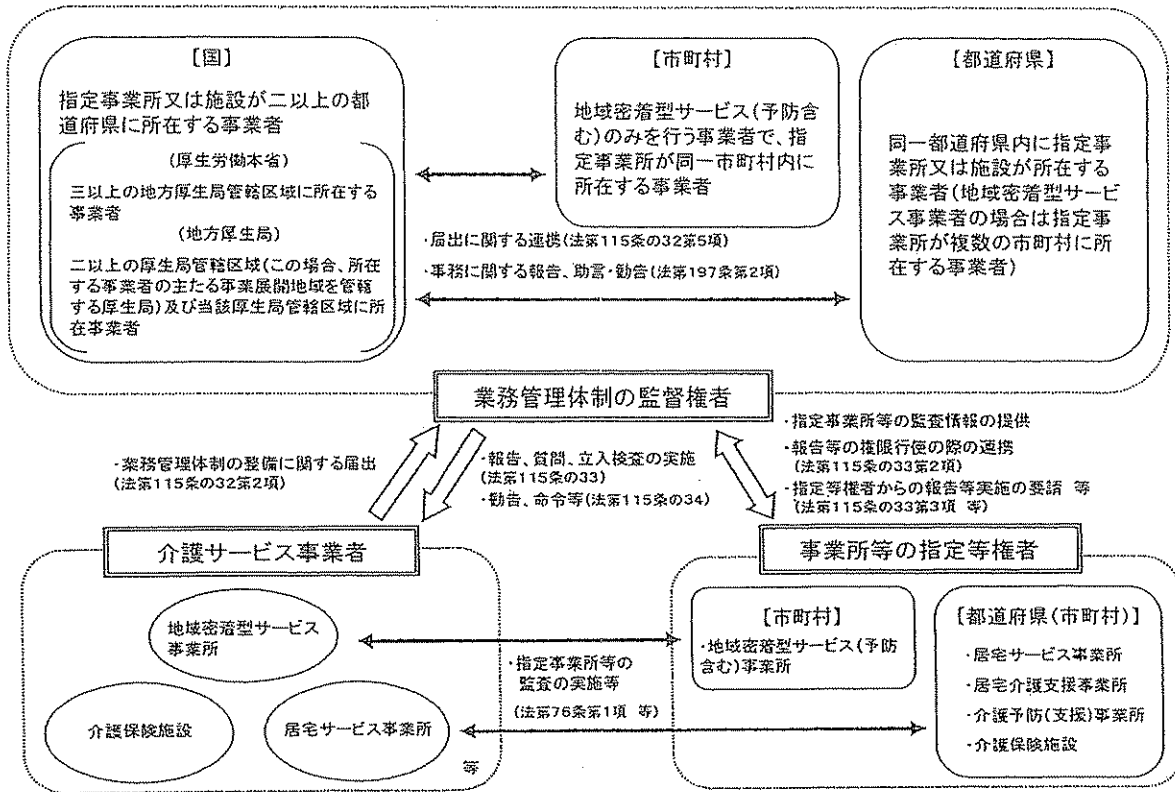 【国】
指定事業所又は施設が二以上の都
道府県に所在する事業者
(厚生労働本省)
三以上の地方厚生局管轄区域に所在する
事業者
(地方厚生局)
二以上の厚生局管轄区域(この場合、所在
する事業者の主たる事業展開地域を管轄
する厚生局)及び当該厚生局管轄区域に所
在事業者
【市町村】
地域密着型サービス(予防含
む)のみを行う事業者で、指
定事業所が同一市町村内に
所在する事業者
【都道府県】
同一都道府県内に指定事
業所又は施設が所在する
事業者(地域密着型サービ
ス事業者の場合は指定事
業所が複数の市町村に所
在する事業者)
・届出に関する連携(法第115条の32第5項)
・事務に関する報告、助言・勧告(法第197条第2項)
業務管理体制の監督権者
・業務管理体制の整備に関する届出
(法第115条の32第2項)
・報告、質問、立入検査の実施
(法第115条の33)
・勧告、命令等(法第115条の34)
・指定事業所等の監査情報の提供
・報告等の権限行使の際の連携
(法第115条の33第2項)
・指定等権者からの報告等実施の要請 等
(法第115条の33第3項 等)
介護サービス事業者
地域密着型サービス
事業所
介護保険施設
居宅サービス事業所
等
・指定事業所等の
監査の実施等
(法第76条第1項 等)
事業所等の指定等権者
【市町村】
・地域密着型サービス(予防
含む)事業所
【都道府県(市町村)】
・居宅サービス事業所
・居宅介護支援事業所
・介護予防(支援)事業所
・介護保険施設